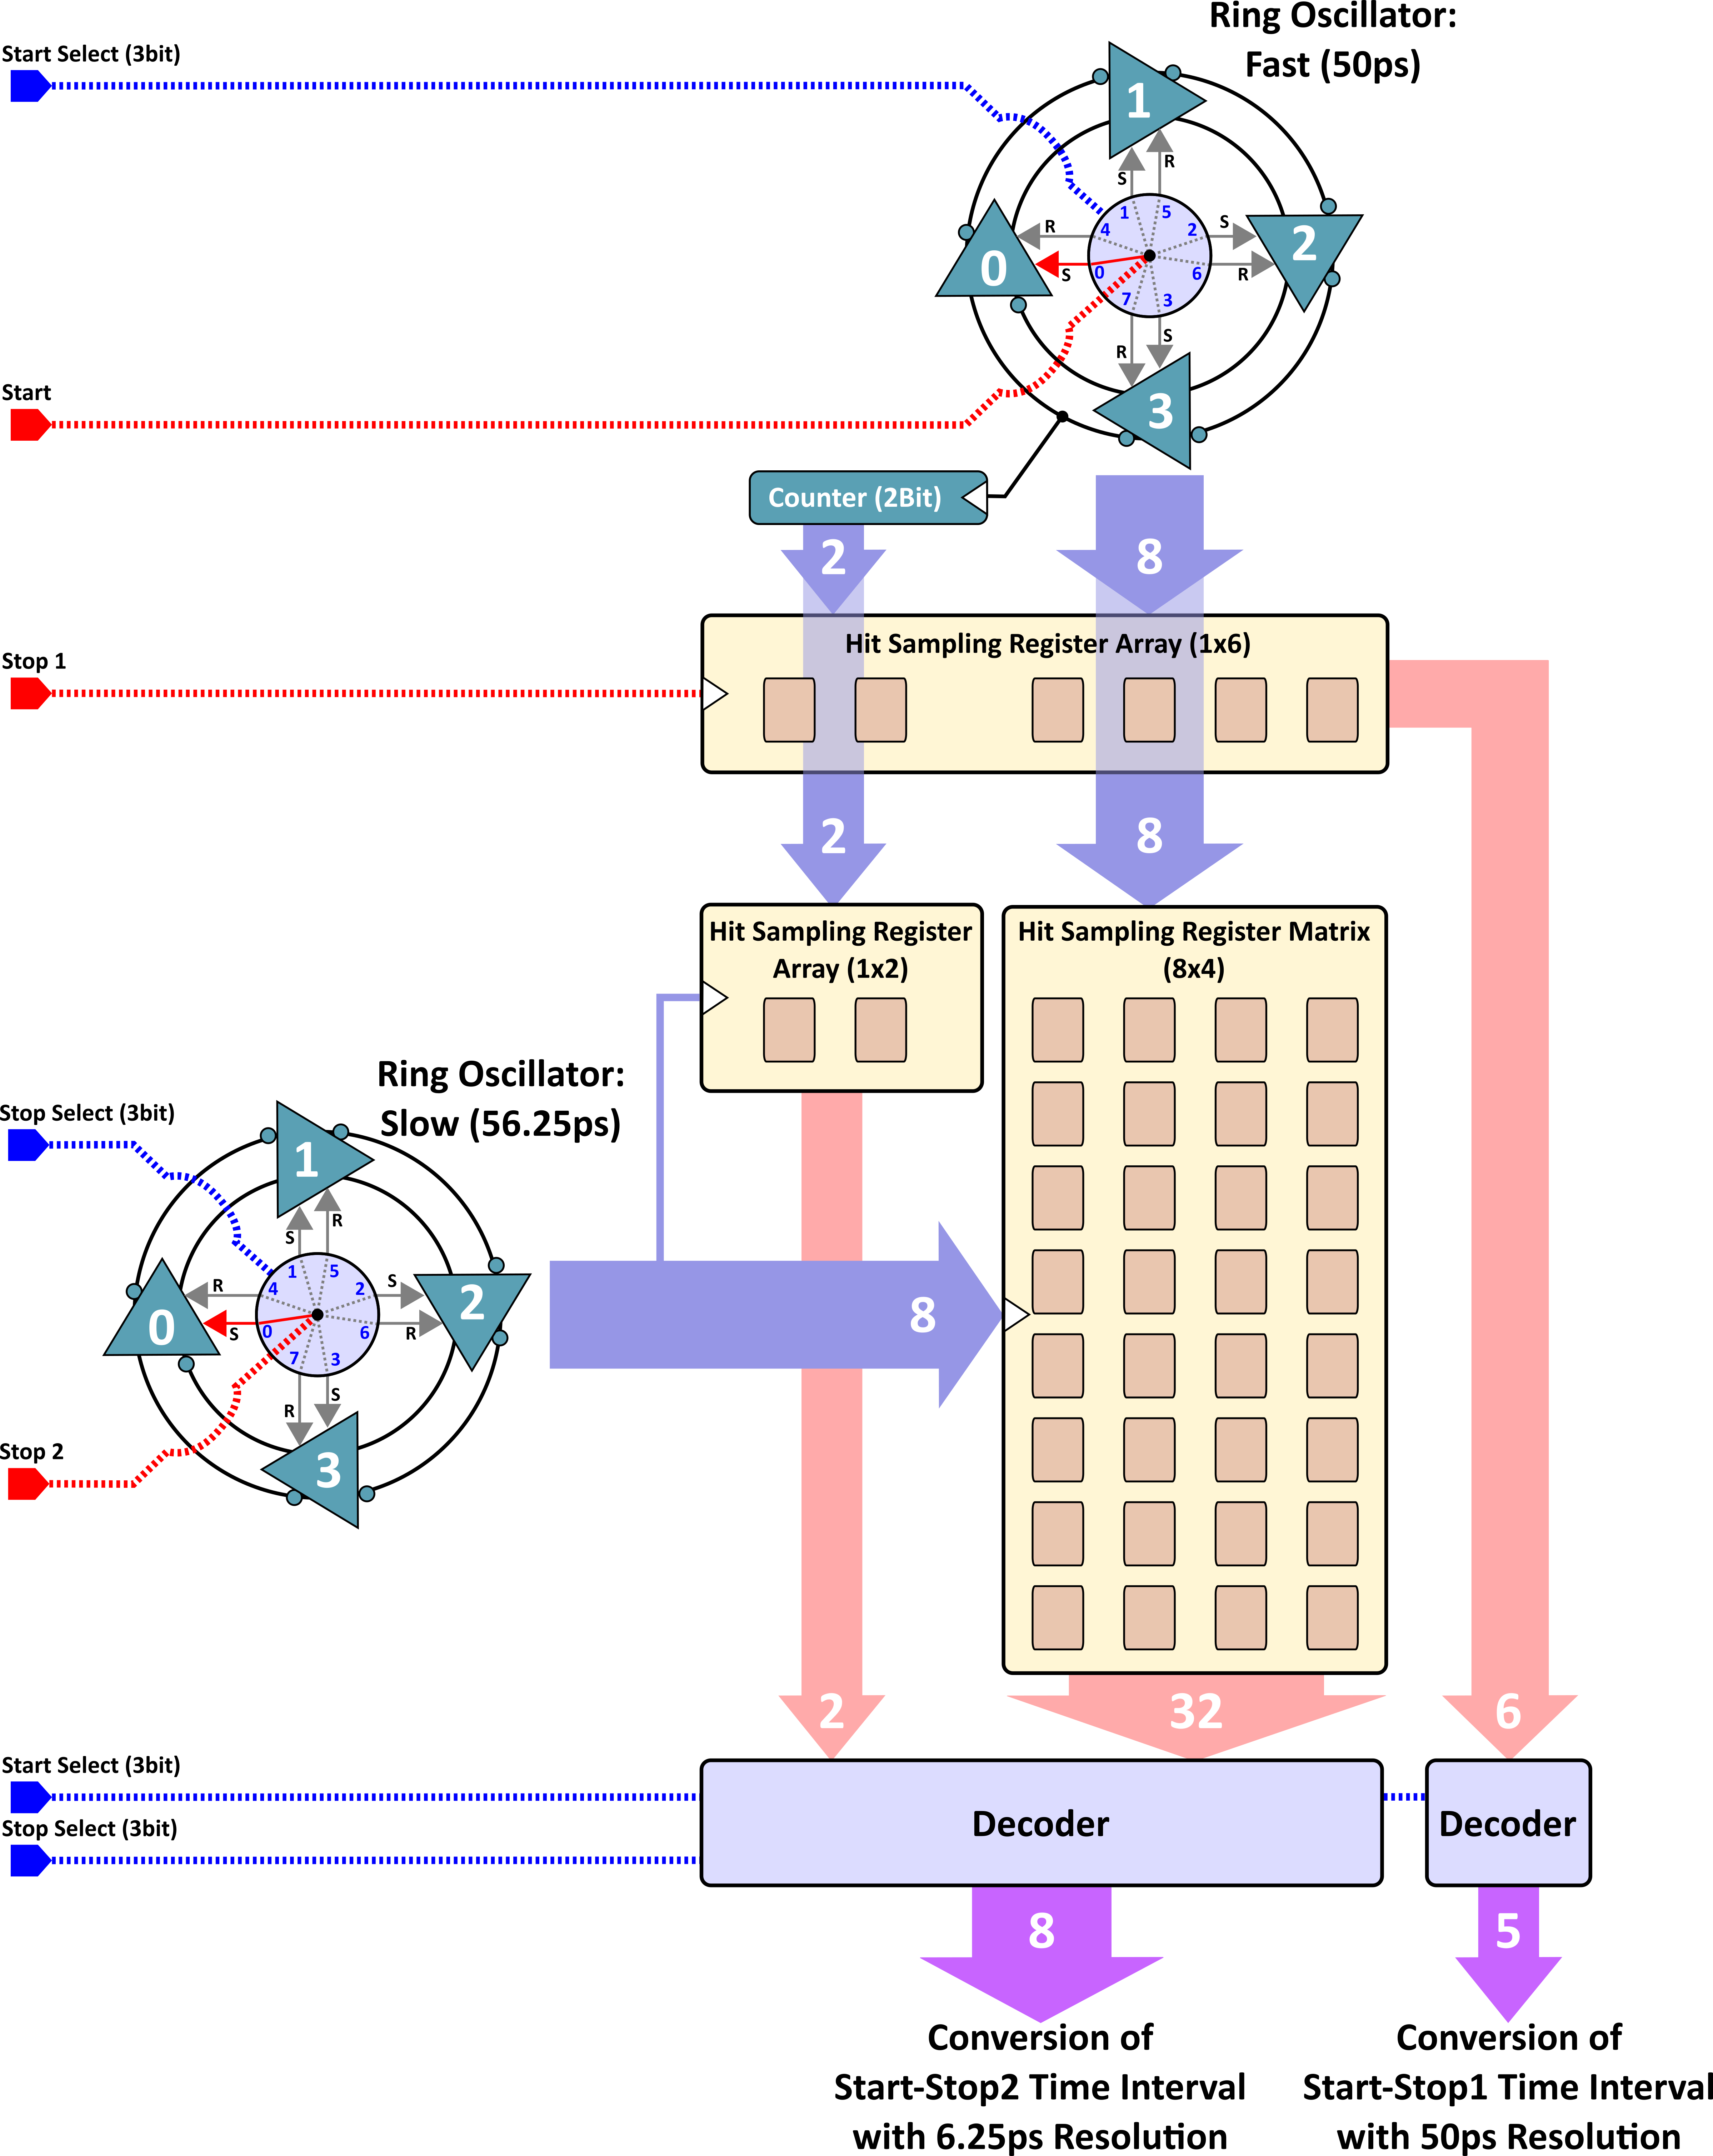 Ring Oscillator:
Fast (50ps)
Start Select (3bit)
1
R
S
1
5
4
2
R
S
0
2
S
0
6
R
7
3
S
R
3
Start
Counter (2Bit)
2
8
Hit Sampling Register Array (1x6)
Stop 1
2
8
Hit Sampling Register
Array (1x2)
Hit Sampling Register Matrix
(8x4)
Ring Oscillator:
Slow (56.25ps)
Stop Select (3bit)
1
R
S
1
5
4
2
R
S
0
2
S
0
6
R
7
3
S
R
3
8
Stop 2
2
32
6
Start Select (3bit)
Stop Select (3bit)
Decoder
Decoder
8
5
Conversion of
Start-Stop2 Time Interval
with 6.25ps Resolution
Conversion of
Start-Stop1 Time Interval
with 50ps Resolution